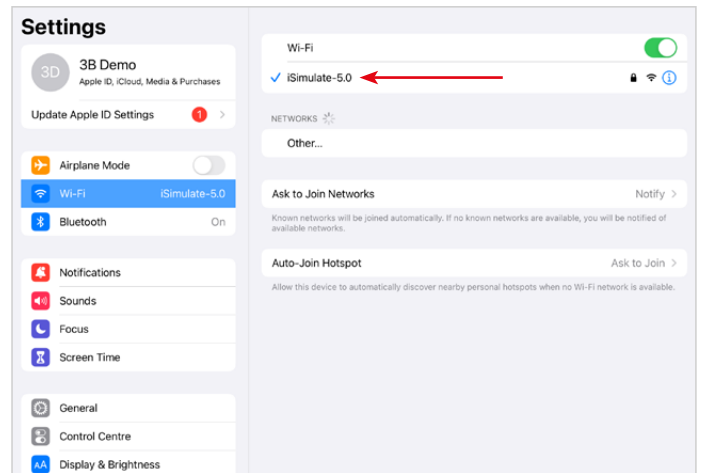 Settings
3D
3B Demo
Apple ID, iCloud, Media & Purchases
Update Apple ID Settings
1
Airplane Mode
Wi-Fi
iSimulate-5.0
Bluetooth
On
Notifications
Sounds
Focus
Screen Time
General
Control Centre
AA
Display & Brightness
Wi-Fi
iSimulate-5.0
NETWORKS
Other...
Ask to Join Networks
Notify
Known networks will be joined automatically. If no known networks are available, you will be notified of
available networks.
Auto-Join Hotspot
Ask to Join
Allow this device to automatically discover nearby personal hotspots when no Wi-Fi network is available.